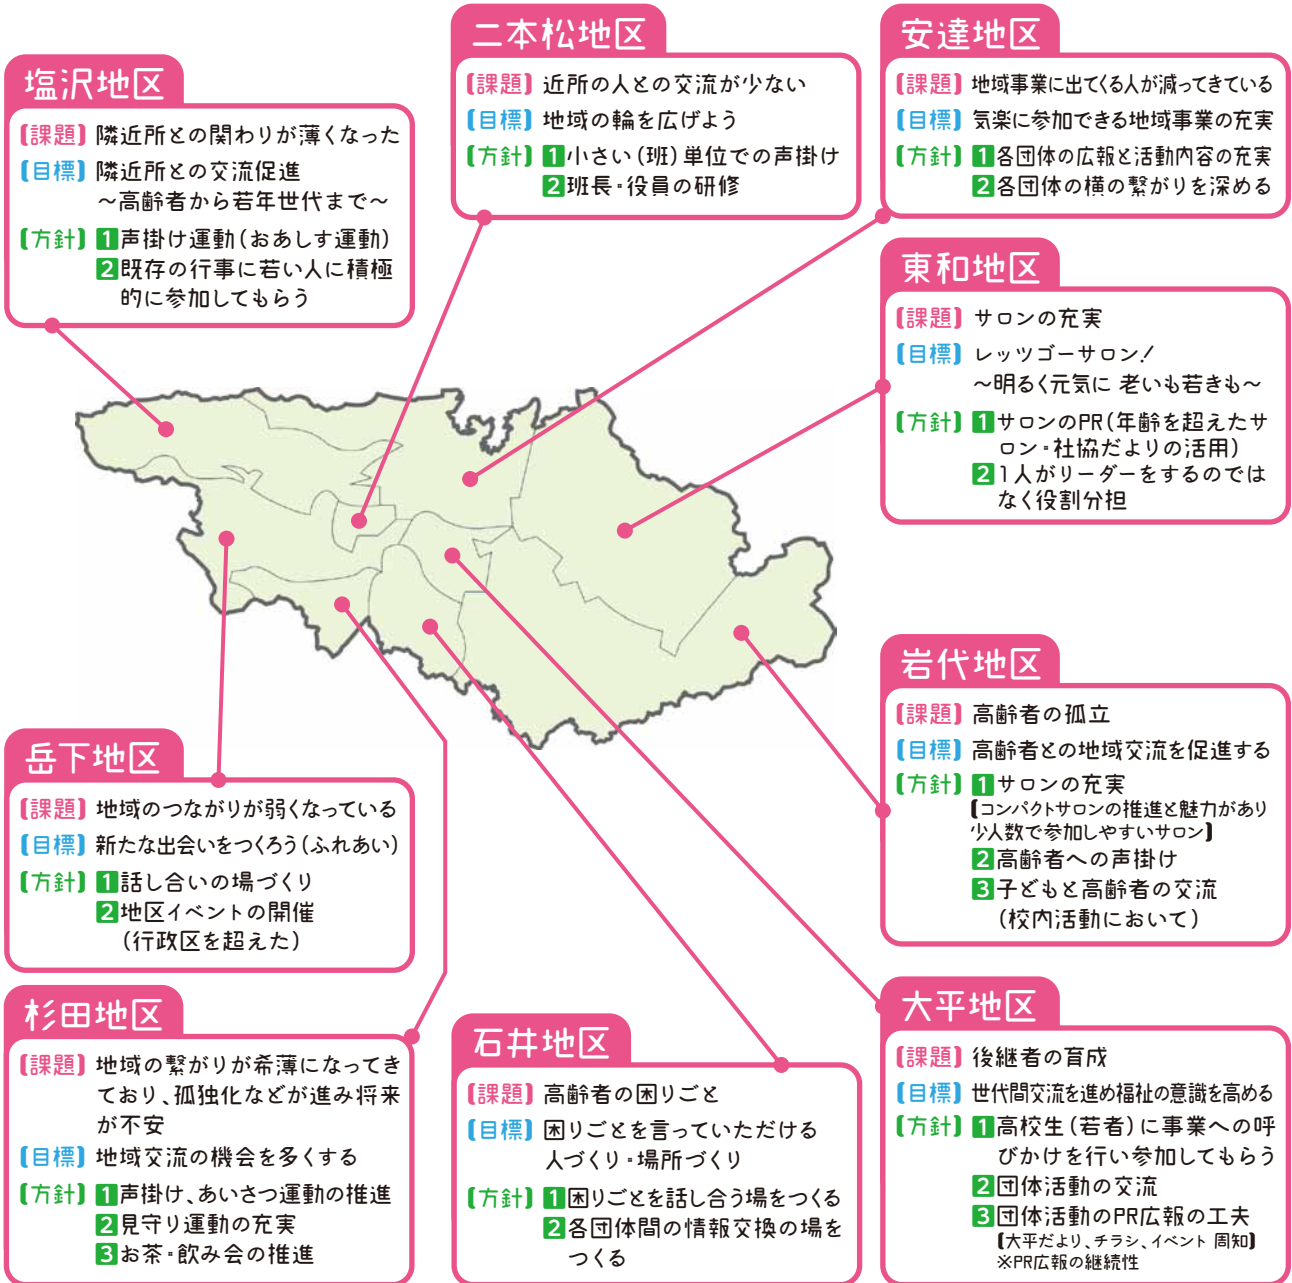 塩沢地区
【課題】隣近所との関わりが薄くなった
【目標】隣近所との交流促進
～高齢者から若年世代まで～
【方針】1声掛け運動(おあしす運動)
2既存の行事に若い人に積極
的に参加してもらう
二本松地区
【課題】近所の人との交流が少ない
【目標】地域の輪を広げよう
【方針】1小さい(班)単位での声掛け
2班長・役員の研修
安達地区
【課題】地域事業に出てくる人が減ってきている
【目標】気楽に参加できる地域事業の充実
【方針】1各団体の広報と活動内容の充実
2各団体の横の繋がりを深める
東和地区
【課題】サロンの充実
【目標】レッツゴーサロン!
～明るく元気に 老いも若きも～
【方針】1サロンのPR(年齢を超えたサ
ロン・社協だよりの活用)
21人がリーダーをするのでは
なく役割分担
岩代地区
【課題】高齢者の孤立
【目標】高齢者との地域交流を促進する
【方針】1サロンの充実
【コンパクトサロンの推進と魅力があり
少人数で参加しやすいサロン】
2高齢者への声掛け
3子どもと高齢者の交流
(校内活動において)
岳下地区
【課題】地域のつながりが弱くなっている
【目標】新たな出会いをつくろう(ふれあい)
【方針】1話し合いの場づくり
2地区イベントの開催
(行政区を超えた)
杉田地区
【課題】地域の繋がりが希薄になってき
ており、孤独化などが進み将来
が不安
【目標】地域交流の機会を多くする
【方針】1声掛け、あいさつ運動の推進
2見守り運動の充実
3お茶・飲み会の推進
石井地区
【課題】高齢者の困りごと
【目標】困りごとを言っていただける
人づくり・場所づくり
【方針】1困りごとを話し合う場をつくる
2各団体間の情報交換の場を
つくる
大平地区
【課題】後継者の育成
【目標】世代間交流を進め福祉の意識を高める
【方針】1高校生(若者)に事業への呼
びかけを行い参加してもらう
2団体活動の交流
3団体活動のPR広報の工夫
【大平だより、チラシ、イベント 周知】
※PR広報の継続性